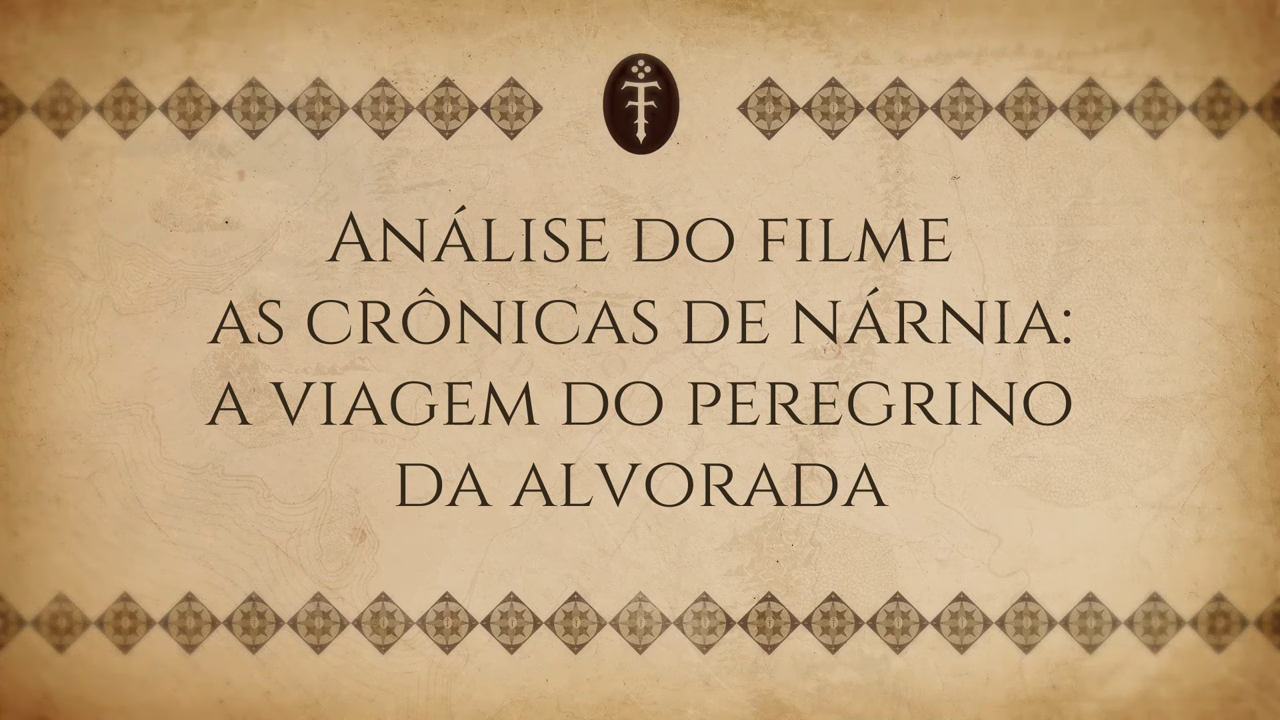 Análise do filme
as crônicas de Nárnia:
a viagem do peregrino
da alvorada